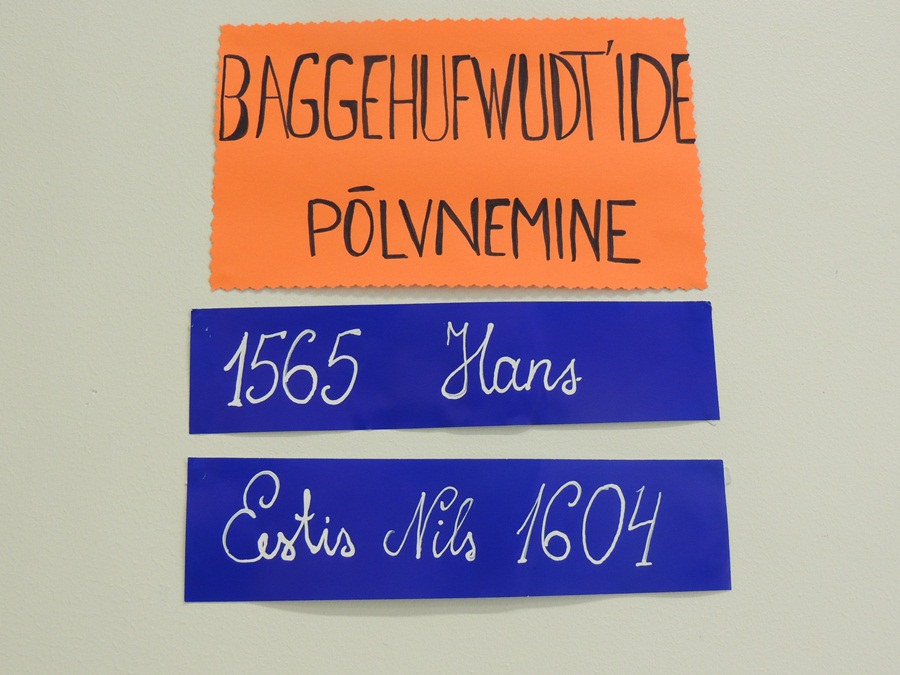 BAGGEHUFWUDT'IDE
PÕLVNEMINE
1565 Hans
Eestis Nils 1604